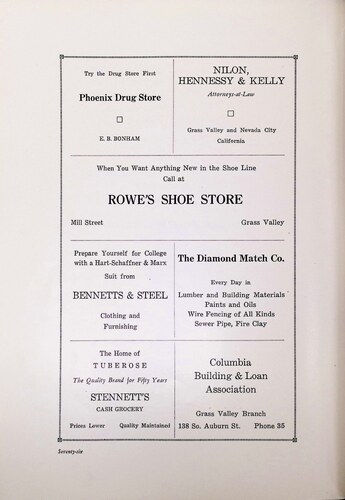 Try the Drug Store First
Phoenix Drug Store
E. B. BONHAM
NILON,
HENNESSY & KELLY
Attorneys-at-Law
Grass Valley and Nevada City
California
When You Want Anything New in the Shoe Line
Call at
ROWE'S SHOE STORE
Mill Street Grass Valley
Prepare Yourself for College
with a Hart-Schaffner & Marx
Suit from
BENNETTS & STEEL
Clothing and
Furnishing
The Diamond Match Co.
Every Day in
Lumber and Building Materials
Paints and Oils
Wire Fencing of All Kinds
Sewer Pipe, Fire Clay
The Home of
TUBEROSE
The Quality Brand for Fifty Years
STENNETT'S
CASH GROCERY
Prices Lower Quality Maintained
Columbia
Building & Loan
Association
Grass Valley Branch
138 So. Auburn St. Phone 35
Seventy-six